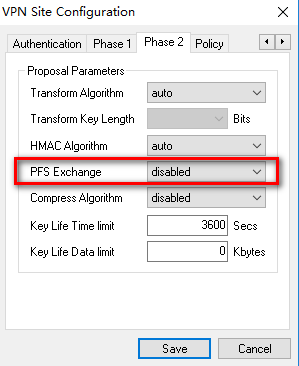 VPN Site Configuration
Authentication Phase 1 Phase 2 Policy
Proposal Parameters
Transform Algorithm auto
Transform Key Length Bits
HMAC Algorithm auto
PFS Exchange disabled
Compress Algorithm disabled
Key Life Time limit 3600 Secs
Key Life Data limit 0 Kbytes
Save Cancel